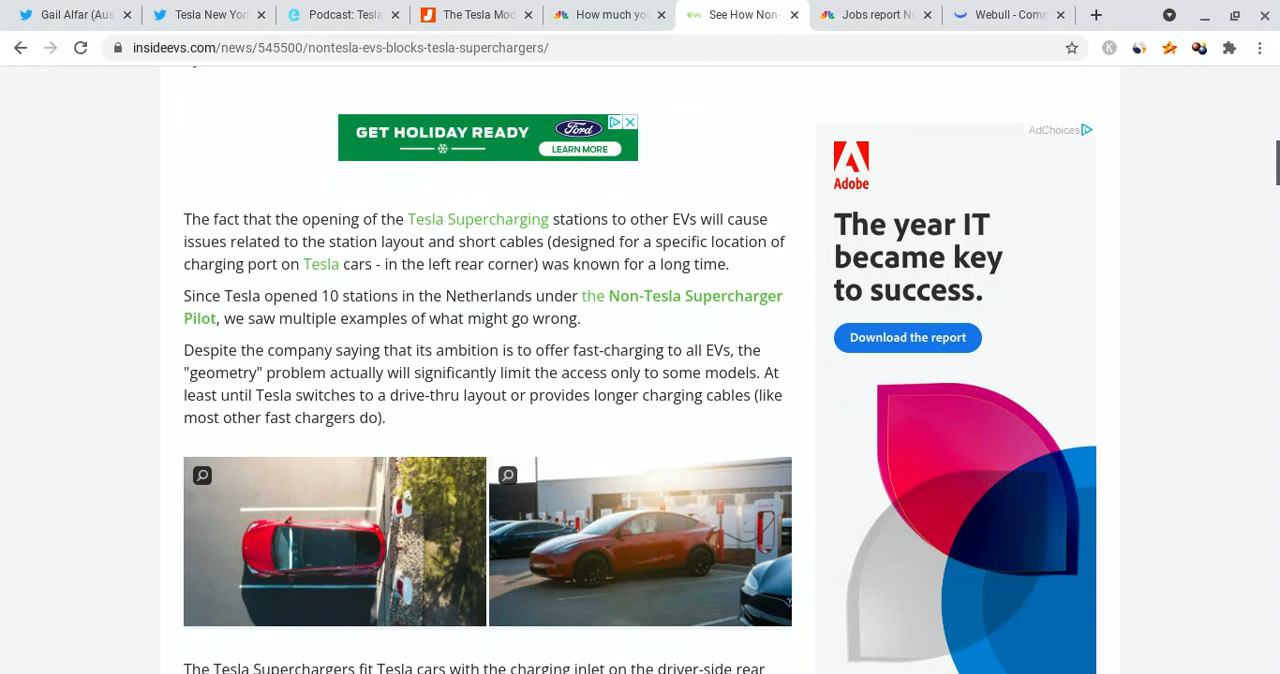 Gail Alfar (Aus
Tesla New Yor
Podcast: Tesla
The Tesla Mod
How much yo
See How Non-
Jobs report No
Webull - Comm
insideevs.com/news/545500/nontesla-evs-blocks-tesla-superchargers/
K
GET HOLIDAY READY
Ford
LEARN MORE
AdChoices
Adobe
The year IT
became key
to success.
Download the report
The fact that the opening of the Tesla Supercharging stations to other EVs will cause
issues related to the station layout and short cables (designed for a specific location of
charging port on Tesla cars - in the left rear corner) was known for a long time.
Since Tesla opened 10 stations in the Netherlands under the Non-Tesla Supercharger
Pilot, we saw multiple examples of what might go wrong.
Despite the company saying that its ambition is to offer fast-charging to all EVs, the
"geometry" problem actually will significantly limit the access only to some models. At
least until Tesla switches to a drive-thru layout or provides longer charging cables (like
most other fast chargers do).
The Tesla Superchargers fit Tesla cars with the charging inlet on the driver-side rear